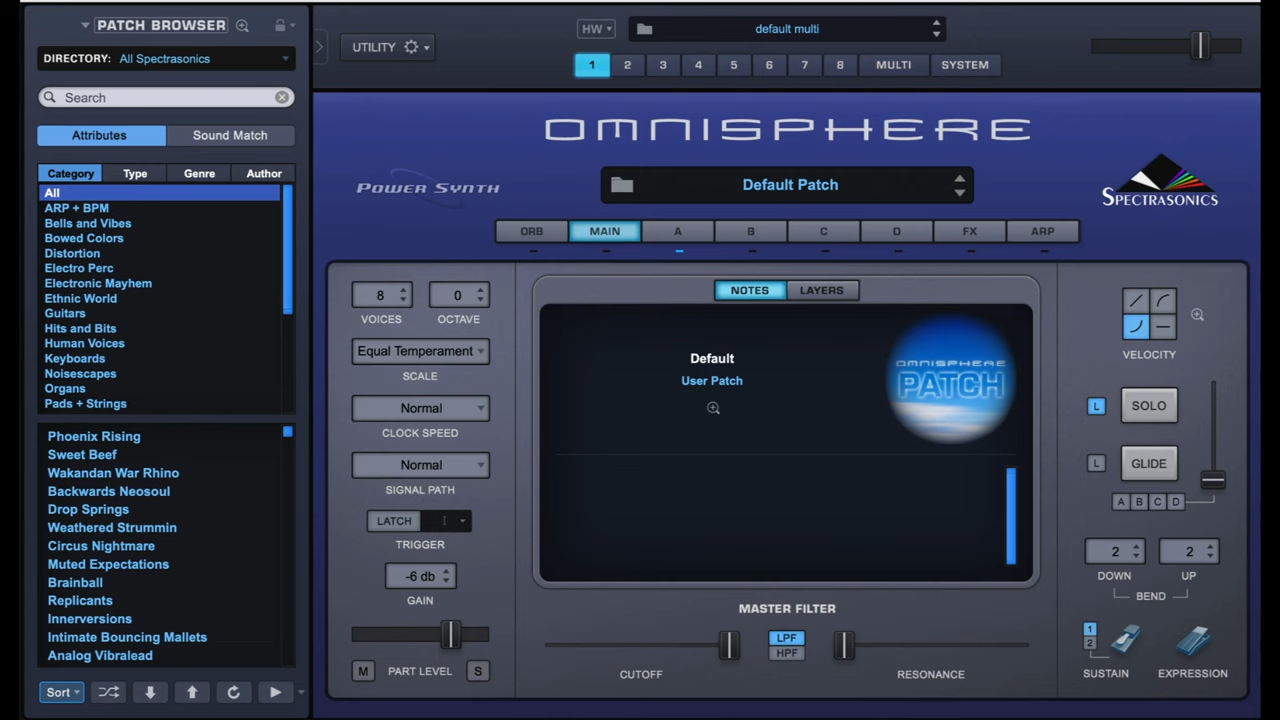 PATCH BROWSER
DIRECTORY: All Spectrasonics
Search
Attributes Sound Match
Category Type Genre Author
All
ARP + BPM
Bells and Vibes
Bowed Colors
Distortion
Electro Perc
Electronic Mayhem
Ethnic World
Guitars
Hits and Bits
Human Voices
Keyboards
Noisescapes
Organs
Pads + Strings
Phoenix Rising
Sweet Beef
Wakandan War Rhino
Backwards Neosoul
Drop Springs
Weathered Strummin
Circus Nightmare
Muted Expectations
Brainball
Replicants
Innerversions
Intimate Bouncing Mallets
Analog Vibralead
Sort
UTILITY
HW
default multi
1 2 3 4 5 6 7 8 MULTI SYSTEM
OMNISPHERE
POWER SYNTH
Default Patch
SPECTRASONICS
ORB MAIN A B C D FX ARP
8 0
VOICES OCTAVE
Equal Temperament
SCALE
Normal
CLOCK SPEED
Normal
SIGNAL PATH
LATCH
TRIGGER
-6 db
GAIN
M PART LEVEL S
NOTES LAYERS
Default
User Patch
OMNISPHERE
PATCH
MASTER FILTER
LPF
HPF
CUTOFF RESONANCE
VELOCITY
L SOLO
L GLIDE
A B C D
2 2
DOWN UP
BEND
1
2
SUSTAIN EXPRESSION